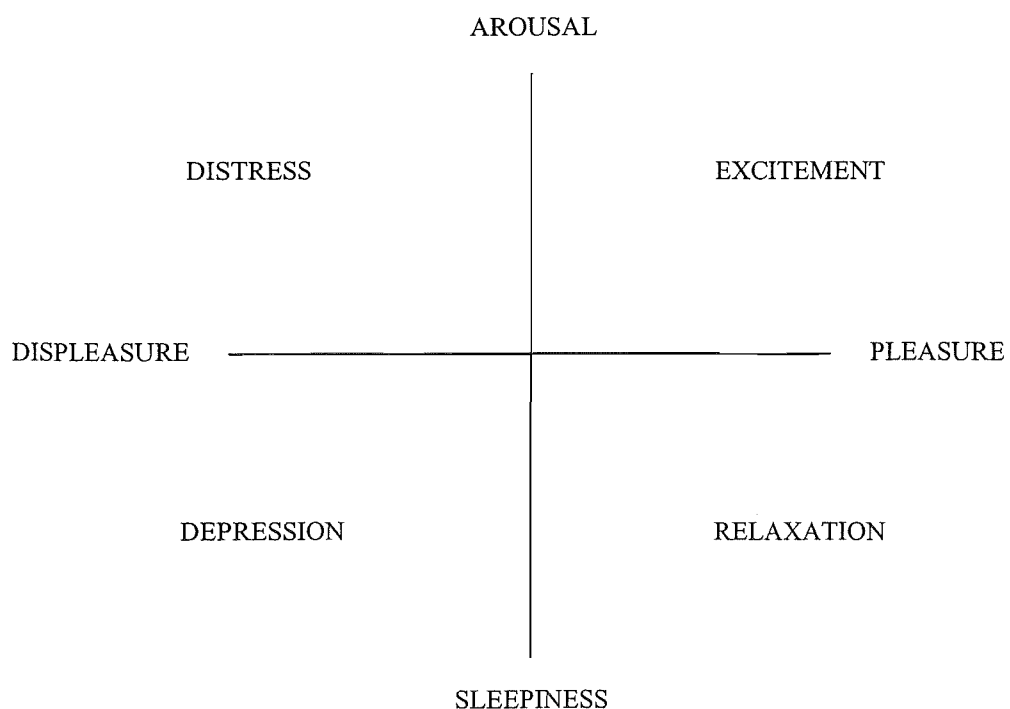 AROUSAL
DISTRESS EXCITEMENT
DISPLEASURE PLEASURE
DEPRESSION RELAXATION
SLEEPINESS